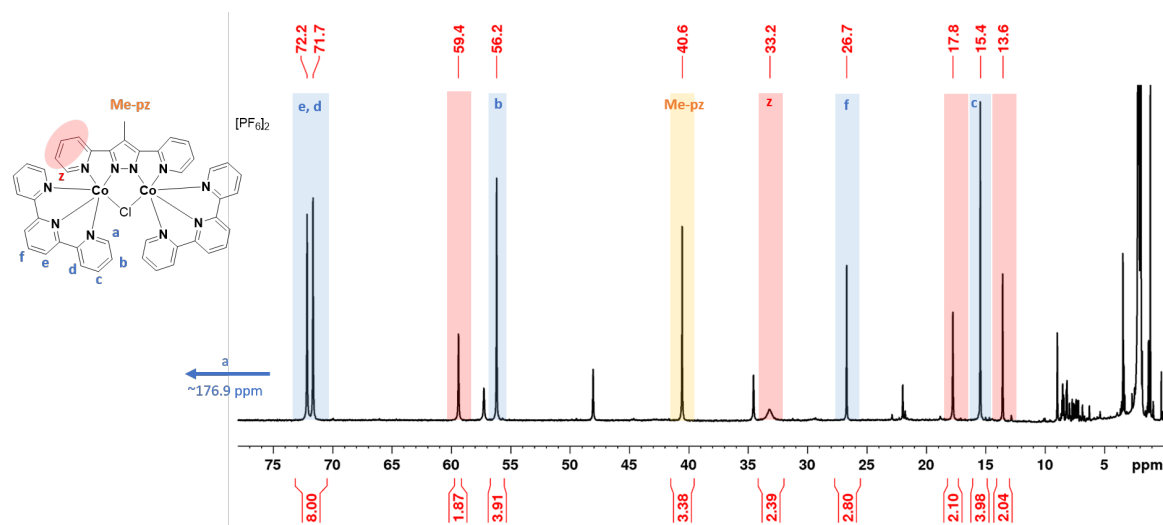 72.2
71.7
59.4
56.2
40.6
33.2
26.7
17.8
15.4
13.6
Me-pz
[PF6]2
z
N
N
N
N
N
N
Co
Co
N
N
Cl
N
N
a
f
e
d
c
b
a
~176.9 ppm
e, d
b
Me-pz
z
f
c
75
70
65
60
55
50
45
40
35
30
25
20
15
10
5
ppm
8.00
1.87
3.91
3.38
2.39
2.80
2.10
3.98
2.04